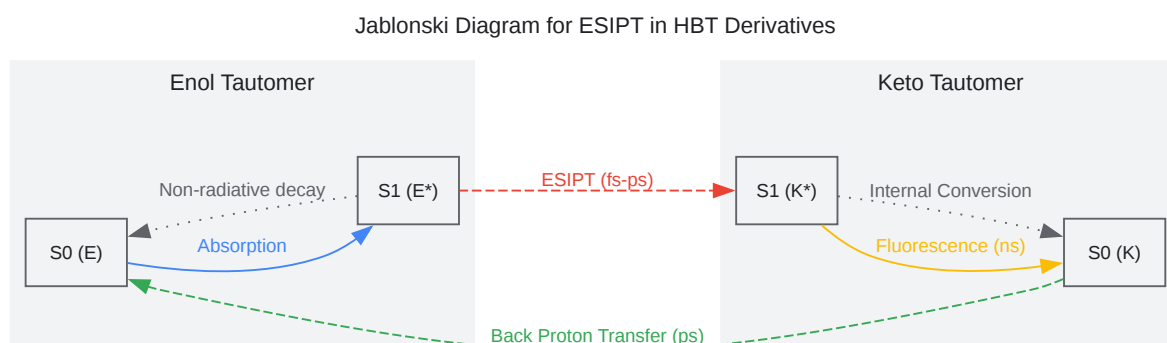 Jablonski Diagram for ESIPT in HBT Derivatives
Enol Tautomer
Keto Tautomer
S1 (E*)
ESIPT (fs-ps)
S1 (K*)
Non-radiative decay
Internal Conversion
S0 (E)
Absorption
Fluorescence (ns)
S0 (K)
Back Proton Transfer (ps)